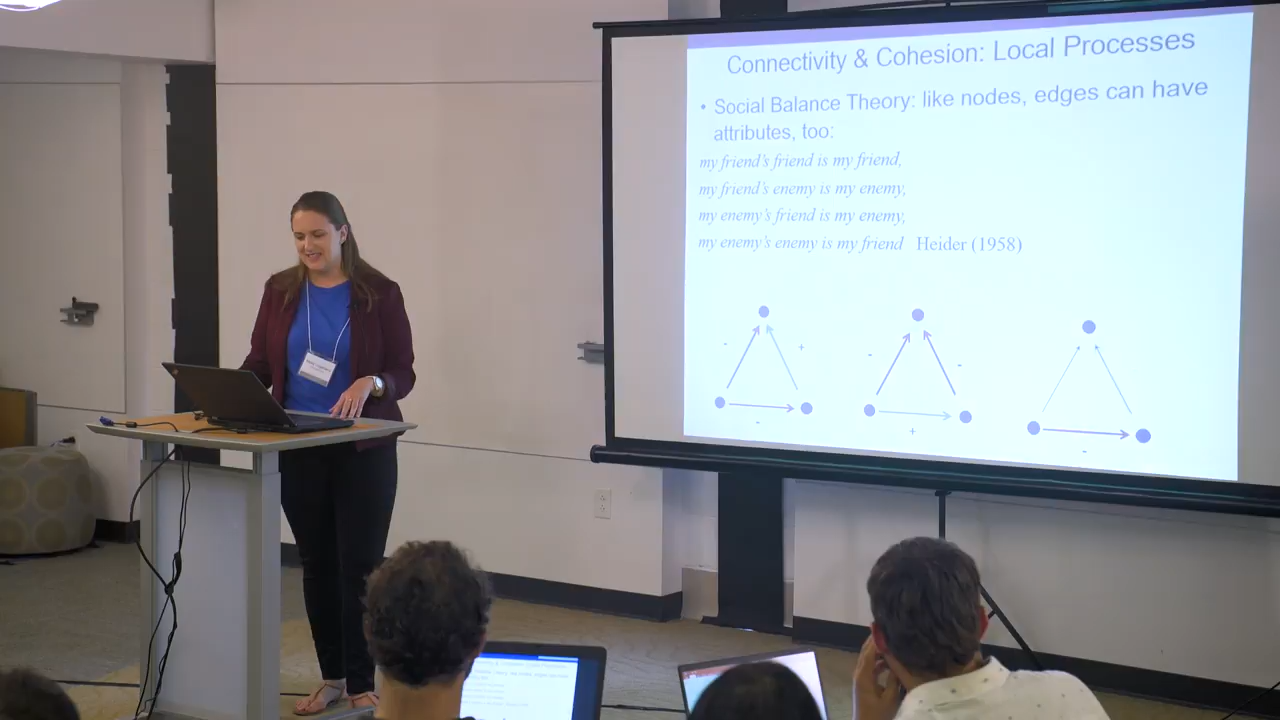 Connectivity & Cohesion: Local Processes
• Social Balance Theory: like nodes, edges can have
attributes, too:
my friend's friend is my friend,
my friend's enemy is my enemy,
my enemy's friend is my enemy,
my enemy's enemy is my friend Heider (1958)
- +
-
- -
+
-